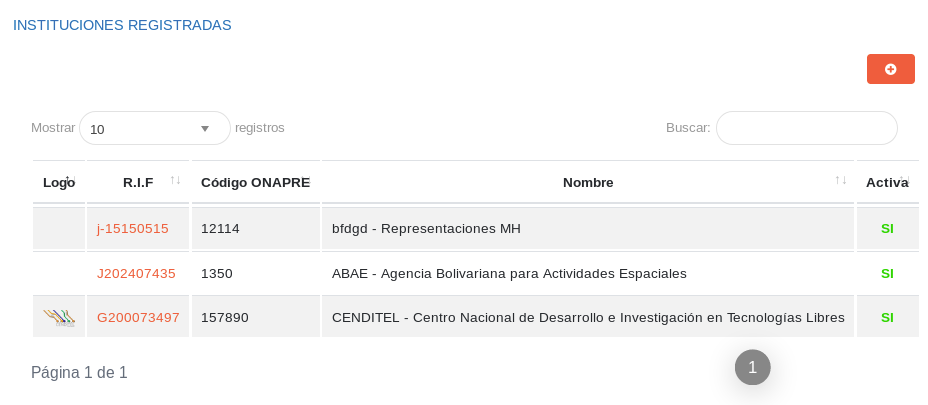 INSTITUCIONES REGISTRADAS
Mostrar 10 registros Buscar:
Logo R.I.F Código ONAPRE Nombre Activa
j-15150515 12114 bfdgd - Representaciones MH SI
J202407435 1350 ABAE - Agencia Bolivariana para Actividades Espaciales SI
G200073497 157890 CENDITEL - Centro Nacional de Desarrollo e Investigación en Tecnologías Libres SI
Página 1 de 1 1